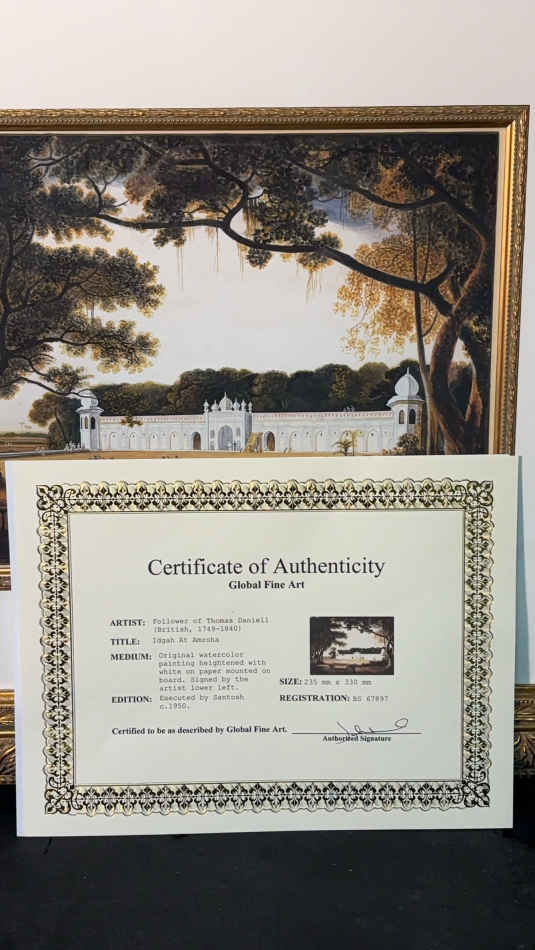 Certificate of Authenticity
Global Fine Art
ARTIST: Follower of Thomas Daniell
(British, 1749-1840)
TITLE: Idgah At Amroha
MEDIUM: Original watercolor
painting heightened with
white on paper mounted on
board. Signed by the
artist lower left.
EDITION: Executed by Santosh
c.1950.
SIZE: 235 mm x 330 mm
REGISTRATION: BS 67897
Certified to be as described by Global Fine Art.
Authorized Signature